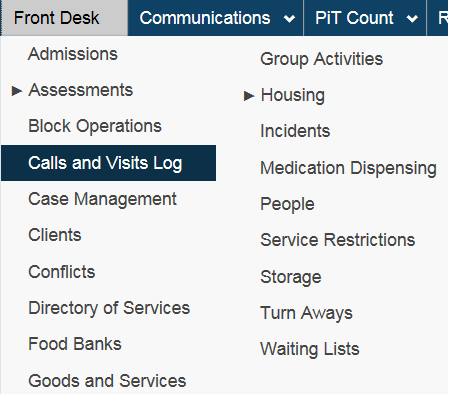 Front Desk
Communications
PiT Count
R
Admissions
Assessments
Block Operations
Calls and Visits Log
Case Management
Clients
Conflicts
Directory of Services
Food Banks
Goods and Services
Group Activities
Housing
Incidents
Medication Dispensing
People
Service Restrictions
Storage
Turn Aways
Waiting Lists